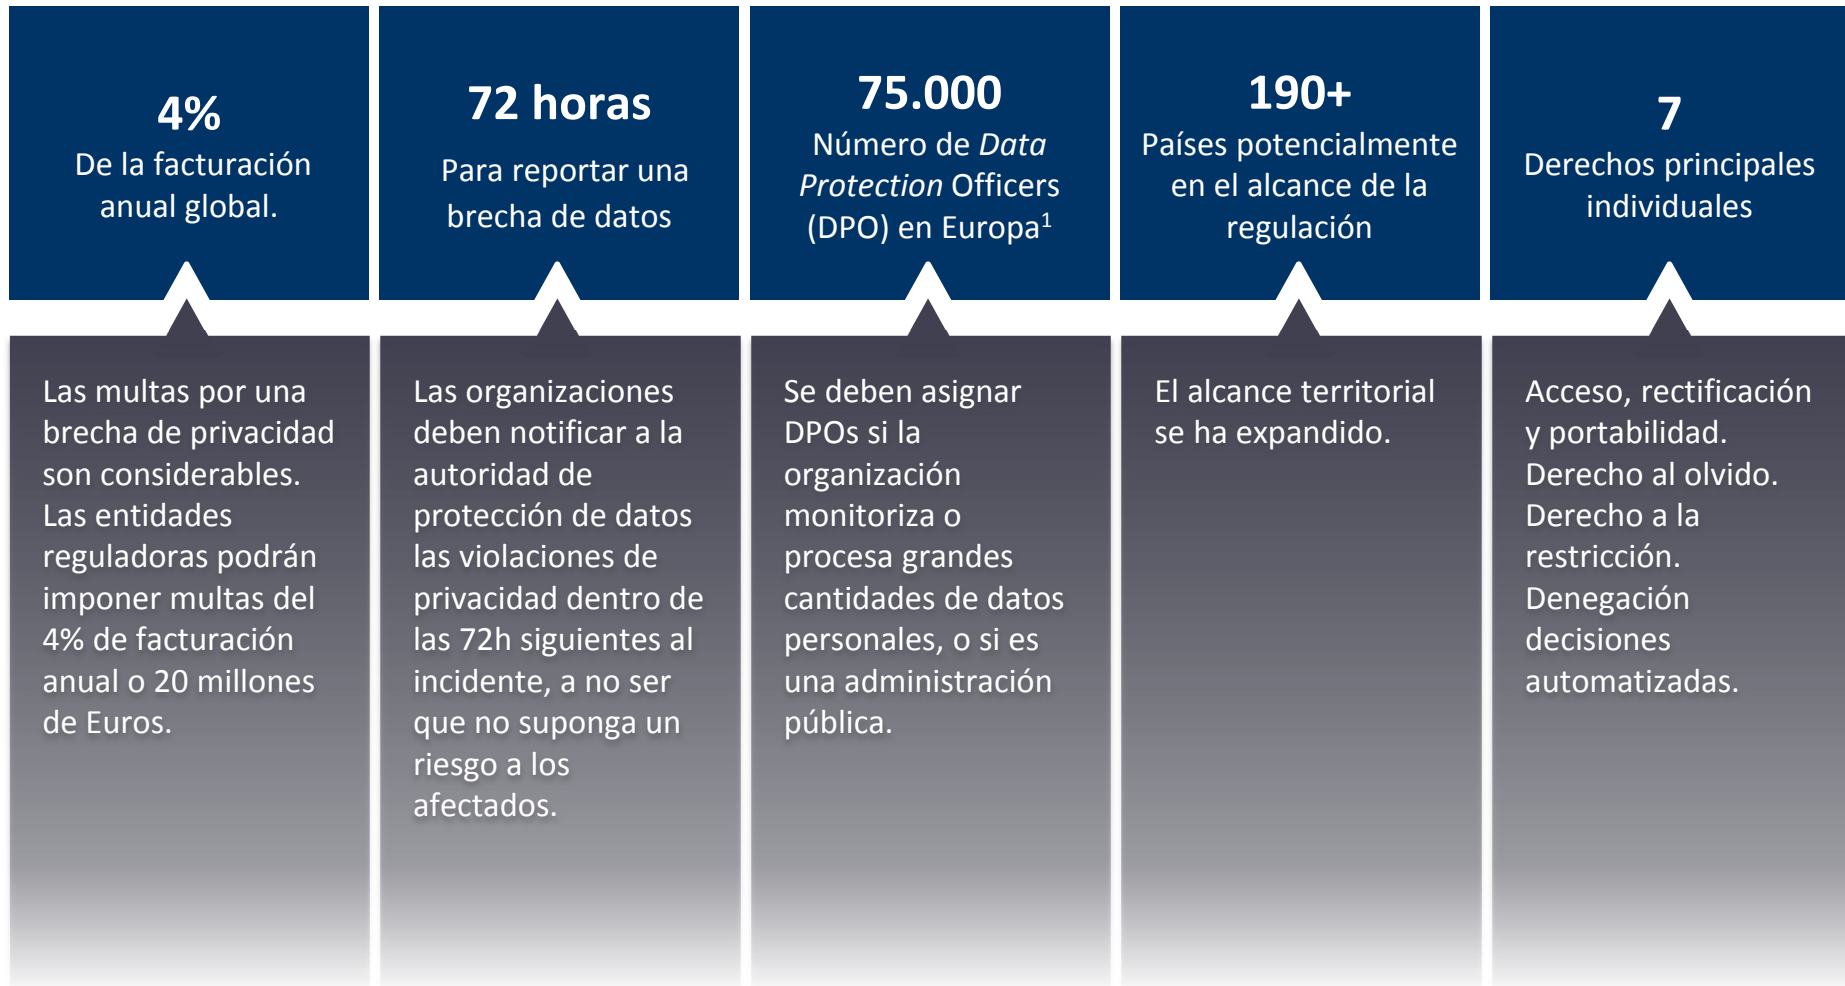 4%
De la facturación
anual global.
72 horas
Para reportar una
brecha de datos
75.000
Número de Data
Protection Officers
(DPO) en Europa¹
190+
Países potencialmente
en el alcance de la
regulación
7
Derechos principales
individuales
Las multas por una
brecha de privacidad
son considerables.
Las entidades
reguladoras podrán
imponer multas del
4% de facturación
anual o 20 millones
de Euros.
Las organizaciones
deben notificar a la
autoridad de
protección de datos
las violaciones de
privacidad dentro de
las 72h siguientes al
incidente, a no ser
que no suponga un
riesgo a los
afectados.
Se deben asignar
DPOs si la
organización
monitoriza o
procesa grandes
cantidades de datos
personales, o si es
una administración
pública.
El alcance territorial
se ha expandido.
Acceso, rectificación
y portabilidad.
Derecho al olvido.
Derecho a la
restricción.
Denegación
decisiones
automatizadas.